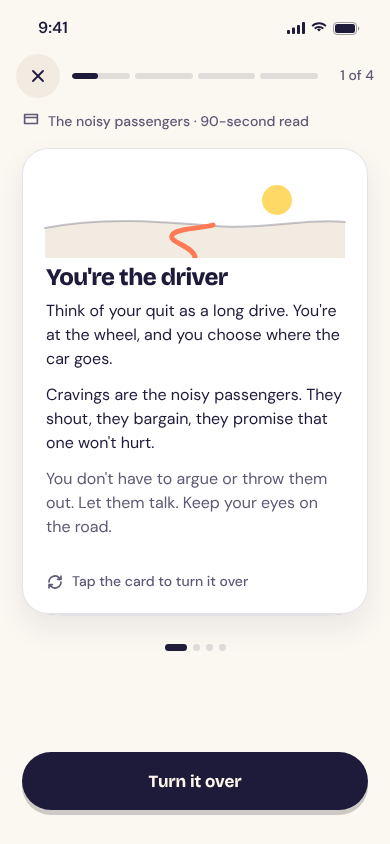 9:41
1 of 4
The noisy passengers · 90-second read
You're the driver
Think of your quit as a long drive. You're
at the wheel, and you choose where the
car goes.
Cravings are the noisy passengers. They
shout, they bargain, they promise that
one won't hurt.
You don't have to argue or throw them
out. Let them talk. Keep your eyes on
the road.
Tap the card to turn it over
Turn it over